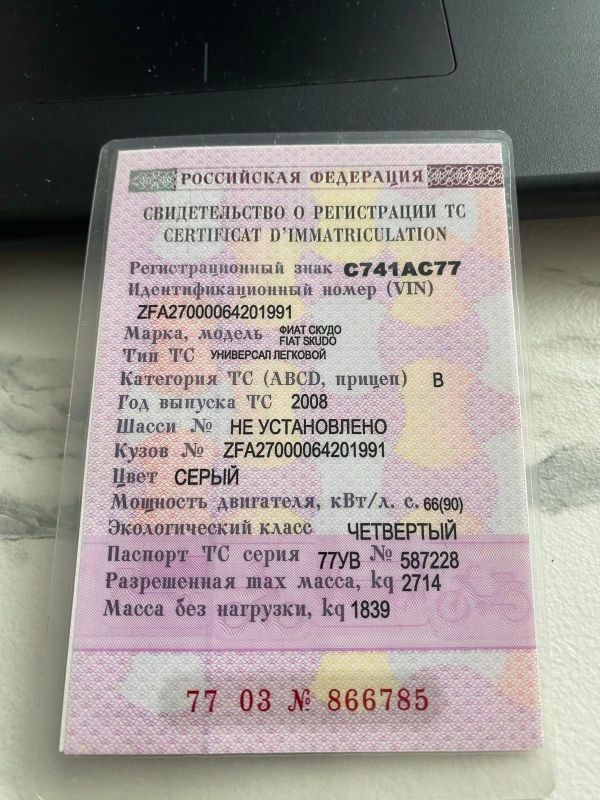 РОССИЙСКАЯ ФЕДЕРАЦИЯ
СВИДЕТЕЛЬСТВО О РЕГИСТРАЦИИ ТС
CERTIFICAT D'IMMATRICULATION
Регистрационный знак С741АС77
Идентификационный номер (VIN)
ZFA27000064201991
Марка, модель ФИАТ СКУДО
FIAT SKUDO
Тип ТС УНИВЕРСАЛ ЛЕГКОВОЙ
Категория ТС (ABCD, прицеп) B
Год выпуска ТС 2008
Шасси № НЕ УСТАНОВЛЕНО
Кузов № ZFA27000064201991
Цвет СЕРЫЙ
Мощность двигателя, кВт/л. с. 66(90)
Экологический класс ЧЕТВЕРТЫЙ
Паспорт ТС серия 77УВ № 587228
Разрешенная max масса, kg 2714
Масса без нагрузки, kg 1839
77 03 № 866785